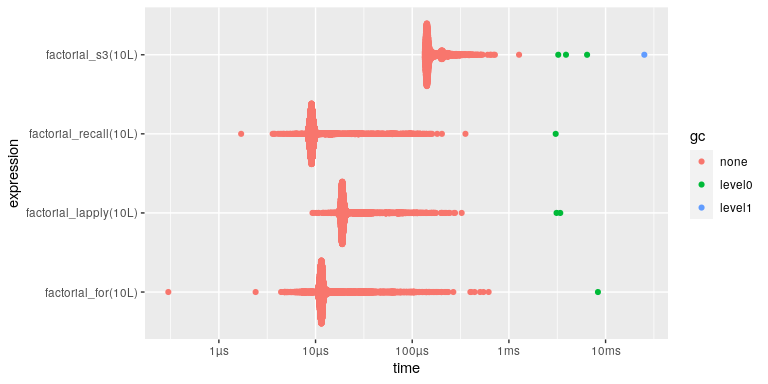 expression
factorial_s3(10L)
factorial_recall(10L)
factorial_lapply(10L)
factorial_for(10L)
1µs
10µs
100µs
1ms
10ms
time
gc
none
level0
level1